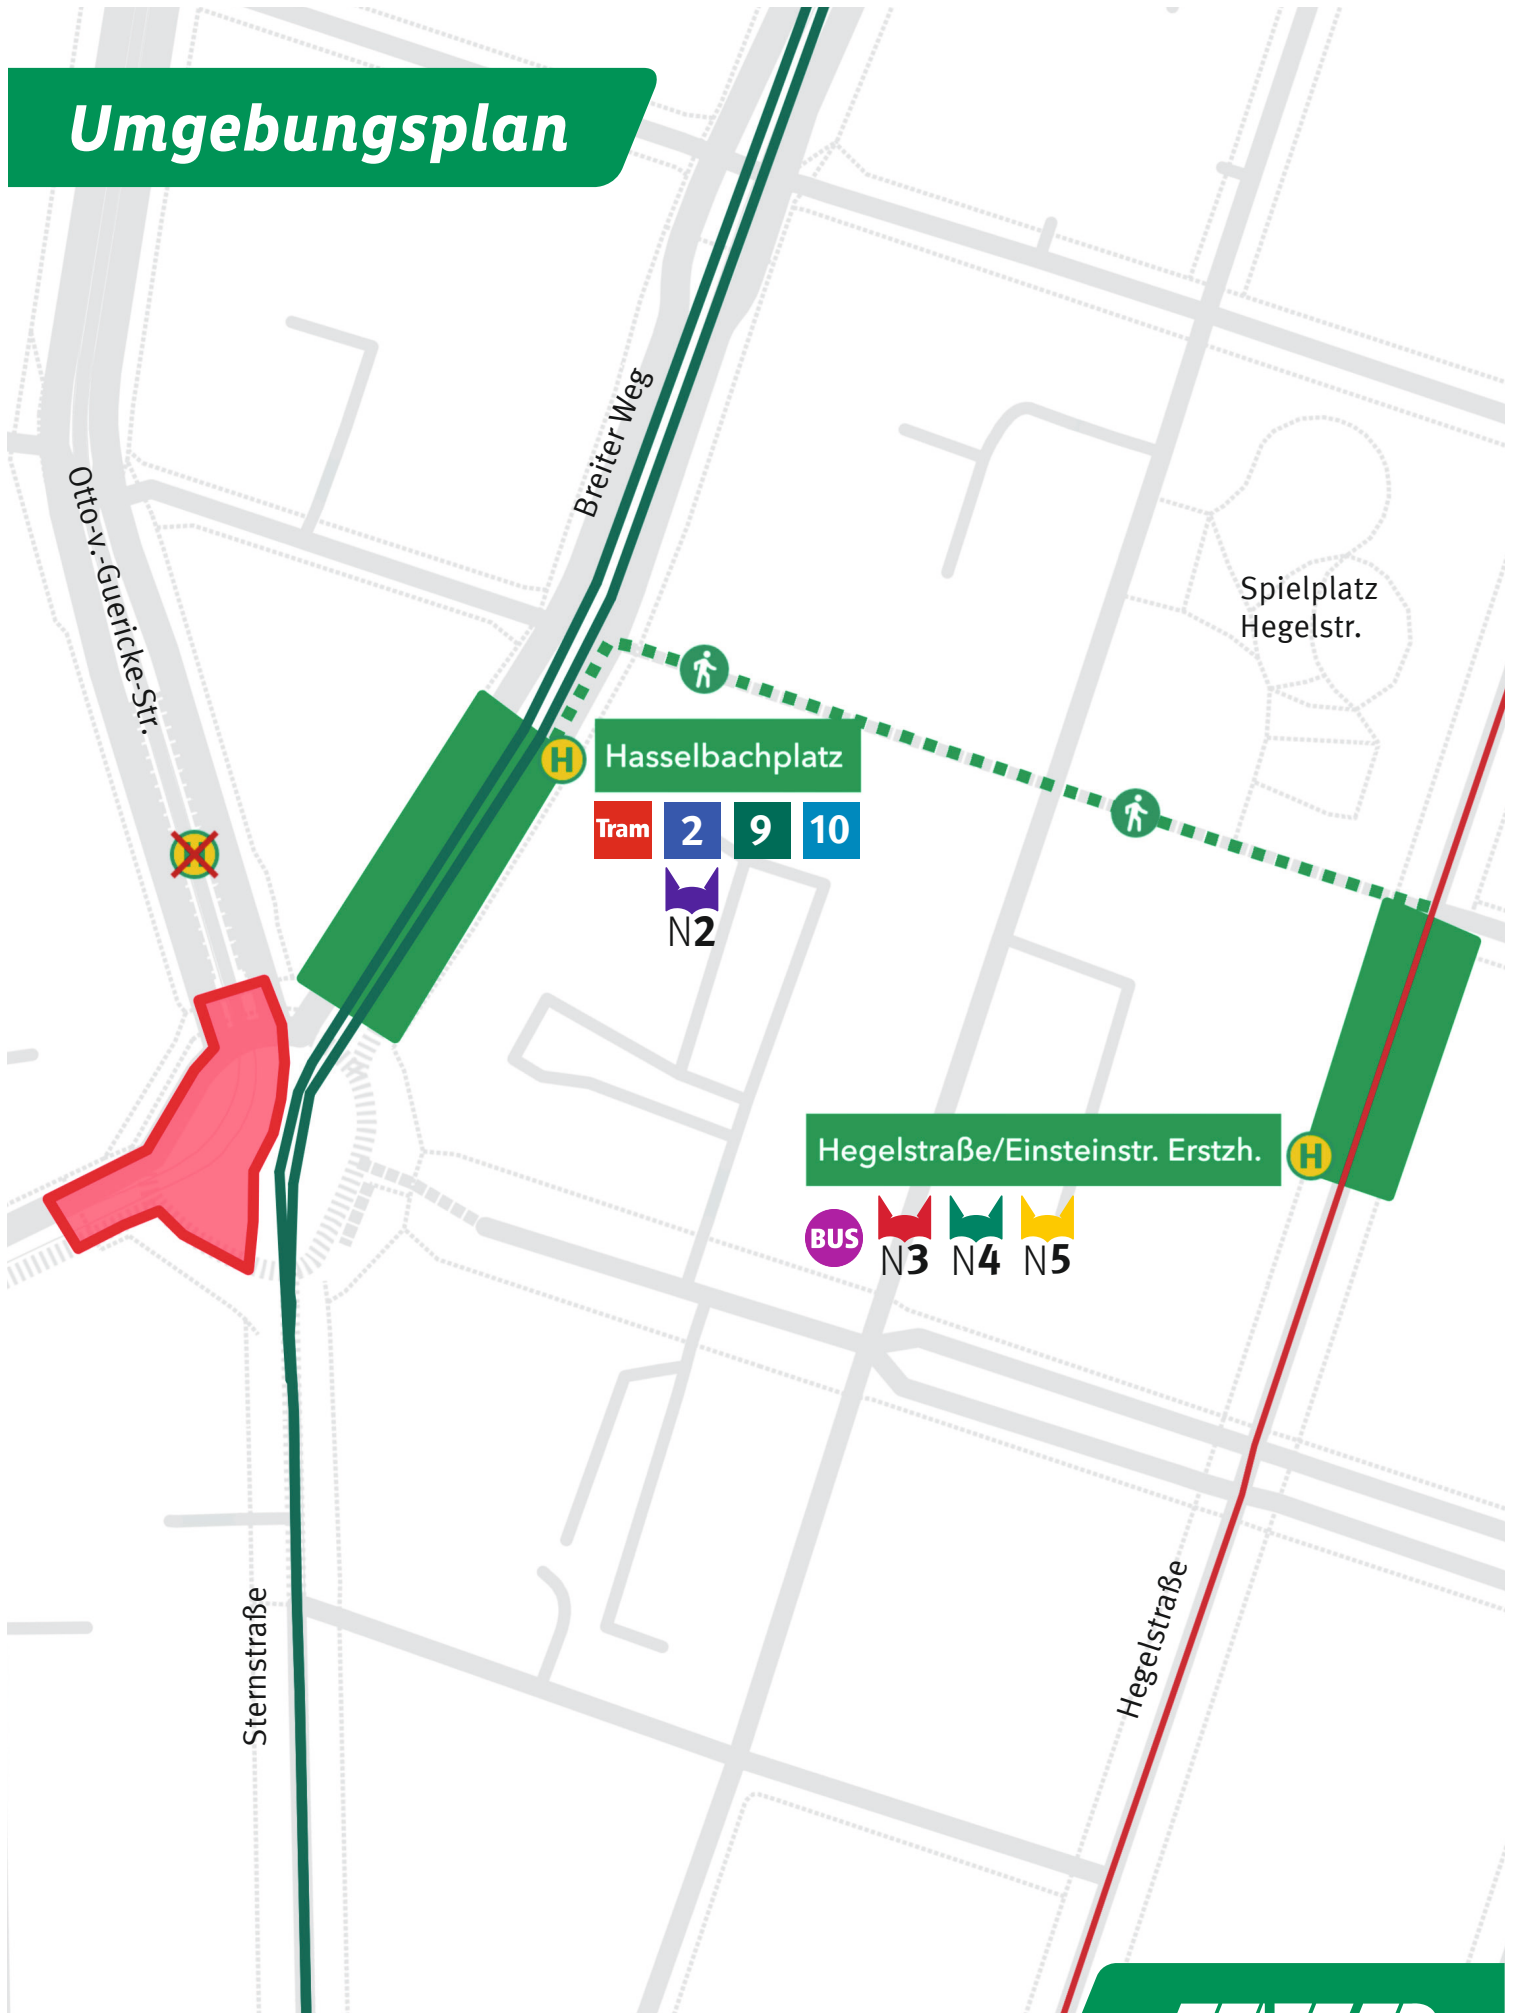 Umgebungsplan
Breiter Weg
Otto-v.-Guericke-Str.
Spielplatz
Hegelstr.
H Hasselbachplatz
Tram 2 9 10
N2
H
Hegelstraße/Einsteinstr. Erstzh. H
BUS N3 N4 N5
Sternstraße
Hegelstraße